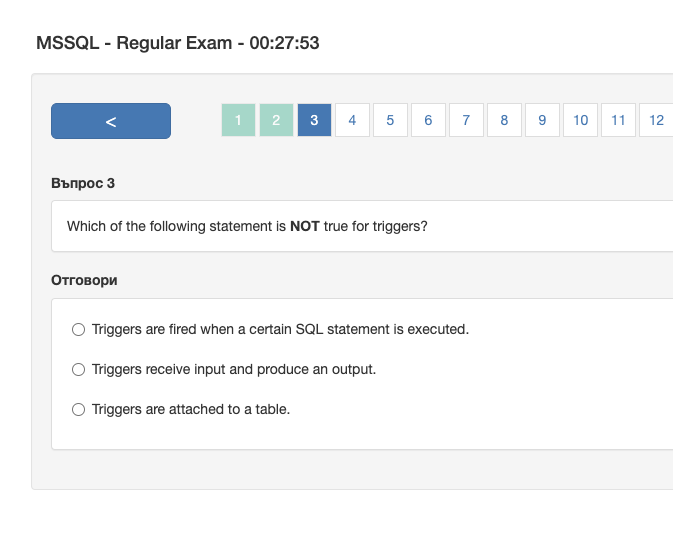 MSSQL - Regular Exam - 00:27:53
<
1 2 3 4 5 6 7 8 9 10 11 12
Въпрос 3
Which of the following statement is NOT true for triggers?
Отговори
Triggers are fired when a certain SQL statement is executed.
Triggers receive input and produce an output.
Triggers are attached to a table.